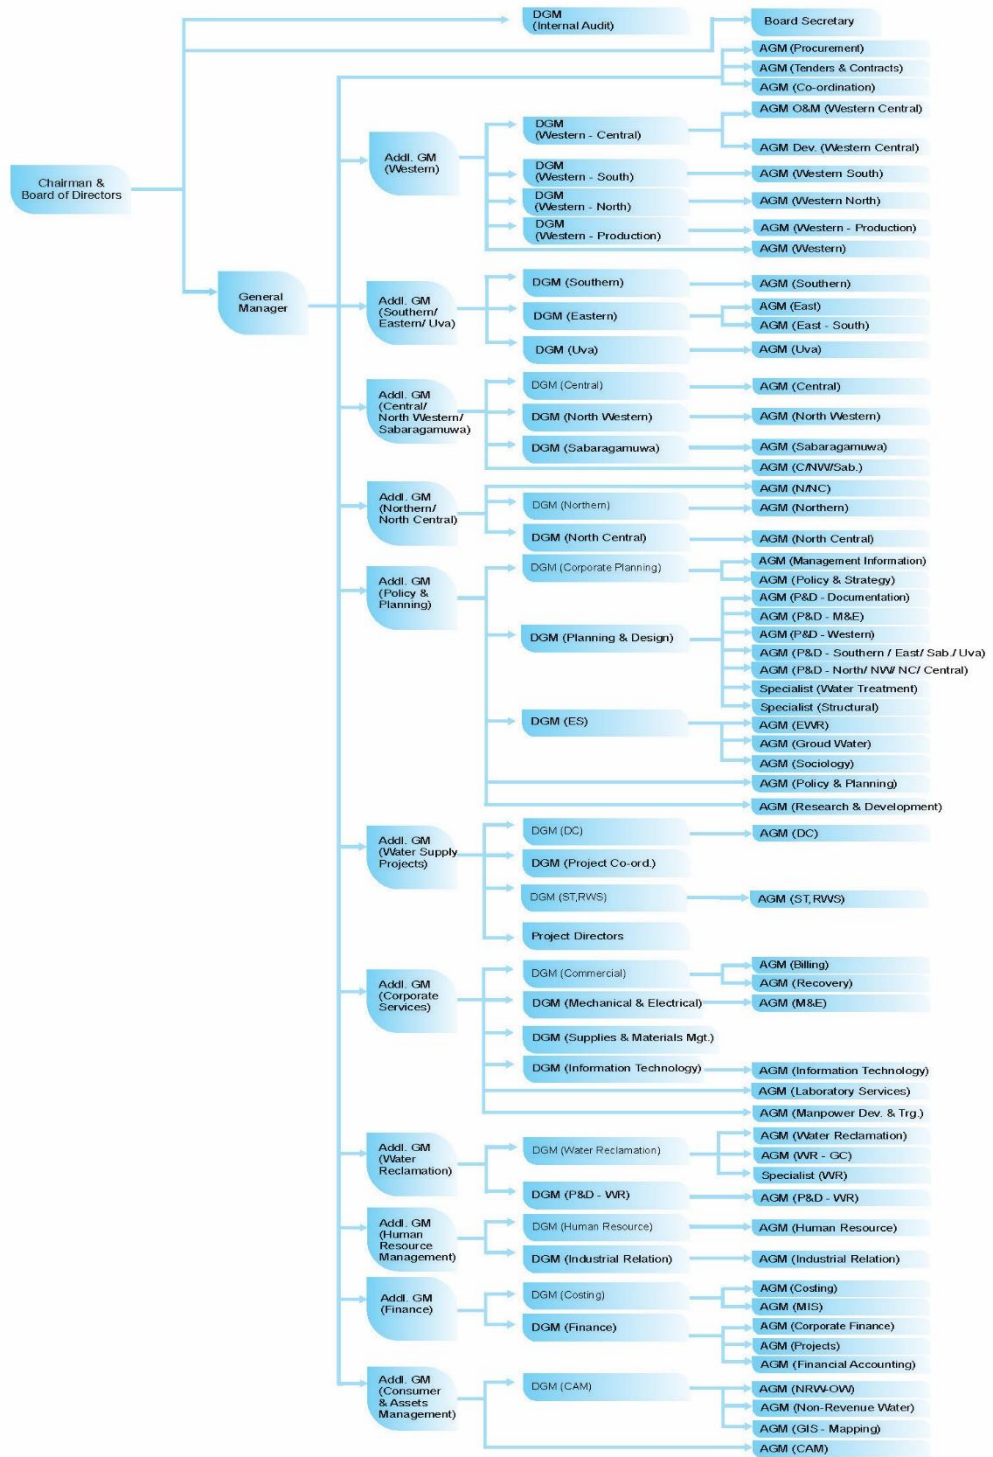 DGM
(Internal Audit)
Board Secretary
AGM (Procurement)
AGM (Tenders & Contracts)
AGM (Co-ordination)
Chairman &
Board of Directors
General
Manager
Addl. GM
(Western)
DGM
(Western - Central)
AGM O&M (Western Central)
AGM Dev. (Western Central)
DGM
(Western - South)
AGM (Western South)
DGM
(Western - North)
AGM (Western North)
DGM
(Western - Production)
AGM (Western - Production)
AGM (Western)
Addl. GM
(Southern/
Eastern/ Uva)
DGM (Southern)
AGM (Southern)
DGM (Eastern)
AGM (East)
AGM (East - South)
DGM (Uva)
AGM (Uva)
Addl. GM
(Central/
North Western/
Sabaragamuwa)
DGM (Central)
AGM (Central)
DGM (North Western)
AGM (North Western)
DGM (Sabaragamuwa)
AGM (Sabaragamuwa)
AGM (C/NW/Sab.)
Addl. GM
(Northern/
North Central)
AGM (N/NC)
DGM (Northern)
AGM (Northern)
DGM (North Central)
AGM (North Central)
Addl. GM
(Policy &
Planning)
DGM (Corporate Planning)
AGM (Management Information)
AGM (Policy & Strategy)
DGM (Planning & Design)
AGM (P&D - Documentation)
AGM (P&D - M&E)
AGM (P&D - Western)
AGM (P&D - Southern / East/ Sab./ Uva)
AGM (P&D - North/ NW/ NC/ Central)
Specialist (Water Treatment)
Specialist (Structural)
DGM (ES)
AGM (EWR)
AGM (Groud Water)
AGM (Sociology)
AGM (Policy & Planning)
AGM (Research & Development)
Addl. GM
(Water Supply
Projects)
DGM (DC)
AGM (DC)
DGM (Project Co-ord.)
DGM (ST,RWS)
AGM (ST,RWS)
Project Directors
Addl. GM
(Corporate
Services)
DGM (Commercial)
AGM (Billing)
AGM (Recovery)
DGM (Mechanical & Electrical)
AGM (M&E)
DGM (Supplies & Materials Mgt.)
DGM (Information Technology)
AGM (Information Technology)
AGM (Laboratory Services)
AGM (Manpower Dev. & Trg.)
Addl. GM
(Water
Reclamation)
DGM (Water Reclamation)
AGM (Water Reclamation)
AGM (WR - GC)
Specialist (WR)
DGM (P&D - WR)
AGM (P&D - WR)
Addl. GM
(Human
Resource
Management)
DGM (Human Resource)
AGM (Human Resource)
DGM (Industrial Relation)
AGM (Industrial Relation)
Addl. GM
(Finance)
DGM (Costing)
AGM (Costing)
AGM (MIS)
DGM (Finance)
AGM (Corporate Finance)
AGM (Projects)
AGM (Financial Accounting)
Addl. GM
(Consumer
& Assets
Management)
DGM (CAM)
AGM (NRW-OW)
AGM (Non-Revenue Water)
AGM (GIS - Mapping)
AGM (CAM)